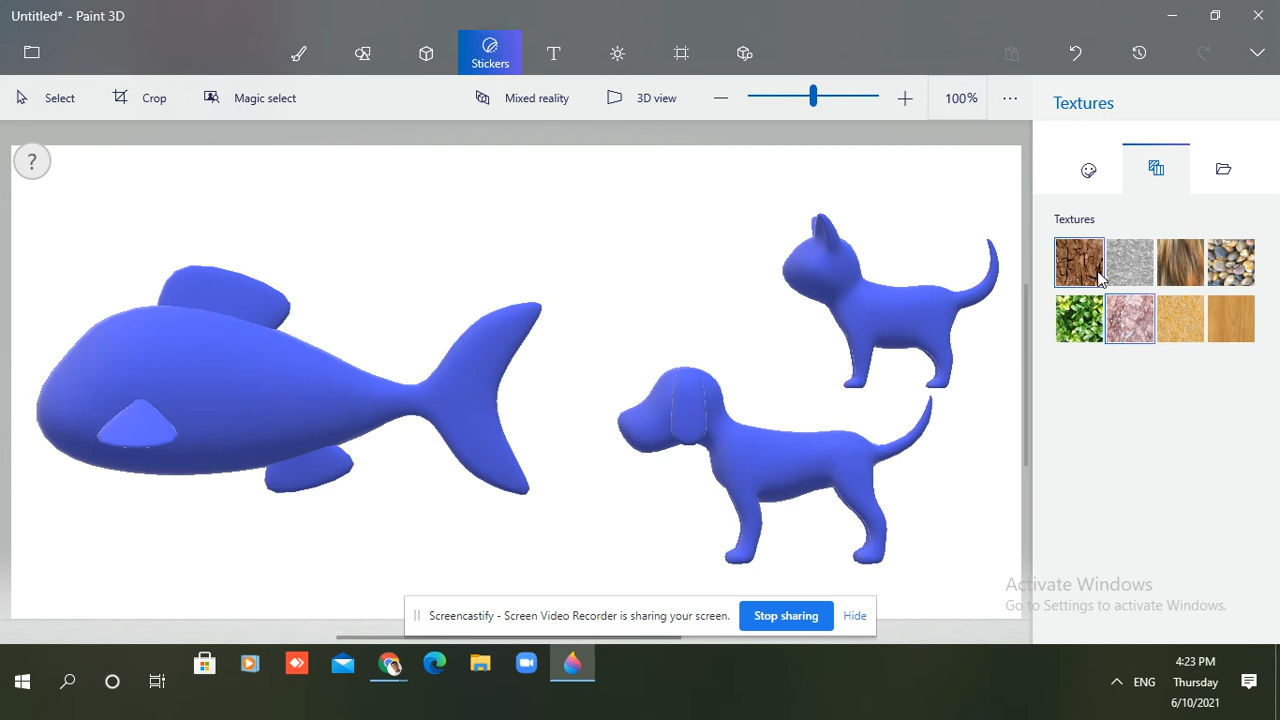 Untitled* - Paint 3D
Stickers
Select
Crop
Magic select
Mixed reality
3D view
100%
Textures
?
Textures
Activate Windows
Go to Settings to activate Windows.
Screencastify - Screen Video Recorder is sharing your screen.
Stop sharing
Hide
4:23 PM
ENG
Thursday
6/10/2021